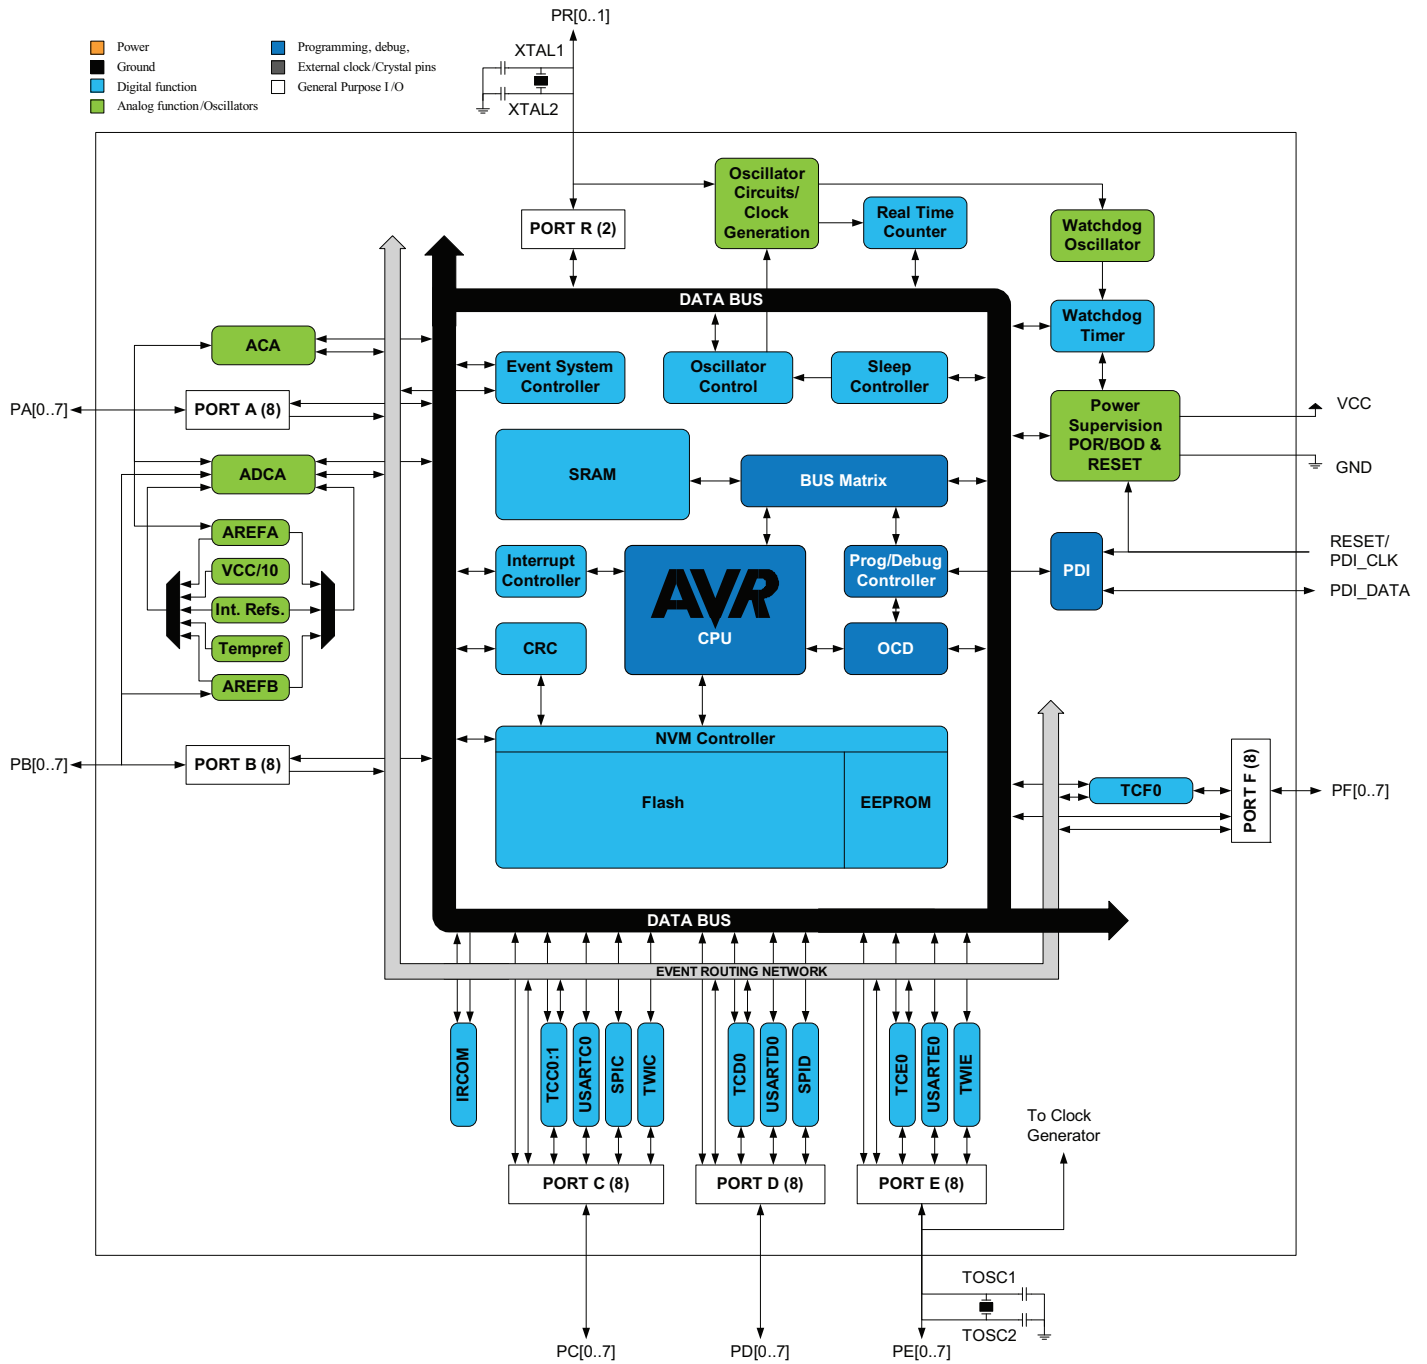 PR[0..1]
Power
Ground
Digital function
Analog function/Oscillators
Programming, debug,
External clock/Crystal pins
General Purpose I/O
XTAL1
XTAL2
Oscillator
Circuits/
Clock
Generation
Real Time
Counter
PORT R (2)
Watchdog
Oscillator
DATA BUS
Watchdog
Timer
ACA
Event System
Controller
Oscillator
Control
Sleep
Controller
PA[0..7]
PORT A (8)
Power
Supervision
POR/BOD &
RESET
VCC
GND
ADCA
SRAM
BUS Matrix
AREFA
VCC/10
Int. Refs.
Tempref
AREFB
Interrupt
Controller
AVR
CPU
Prog/Debug
Controller
PDI
RESET/
PDI_CLK
PDI_DATA
CRC
OCD
PB[0..7]
PORT B (8)
NVM Controller
Flash
EEPROM
TCF0
PORT F (8)
PF[0..7]
DATA BUS
EVENT ROUTING NETWORK
IRCOM
TCC0:1
USARTC0
SPIC
TWIC
TCD0
USARTD0
SPID
TCE0
USARTE0
TWIE
To Clock
Generator
PORT C (8)
PORT D (8)
PORT E (8)
TOSC1
TOSC2
PC[0..7]
PD[0..7]
PE[0..7]